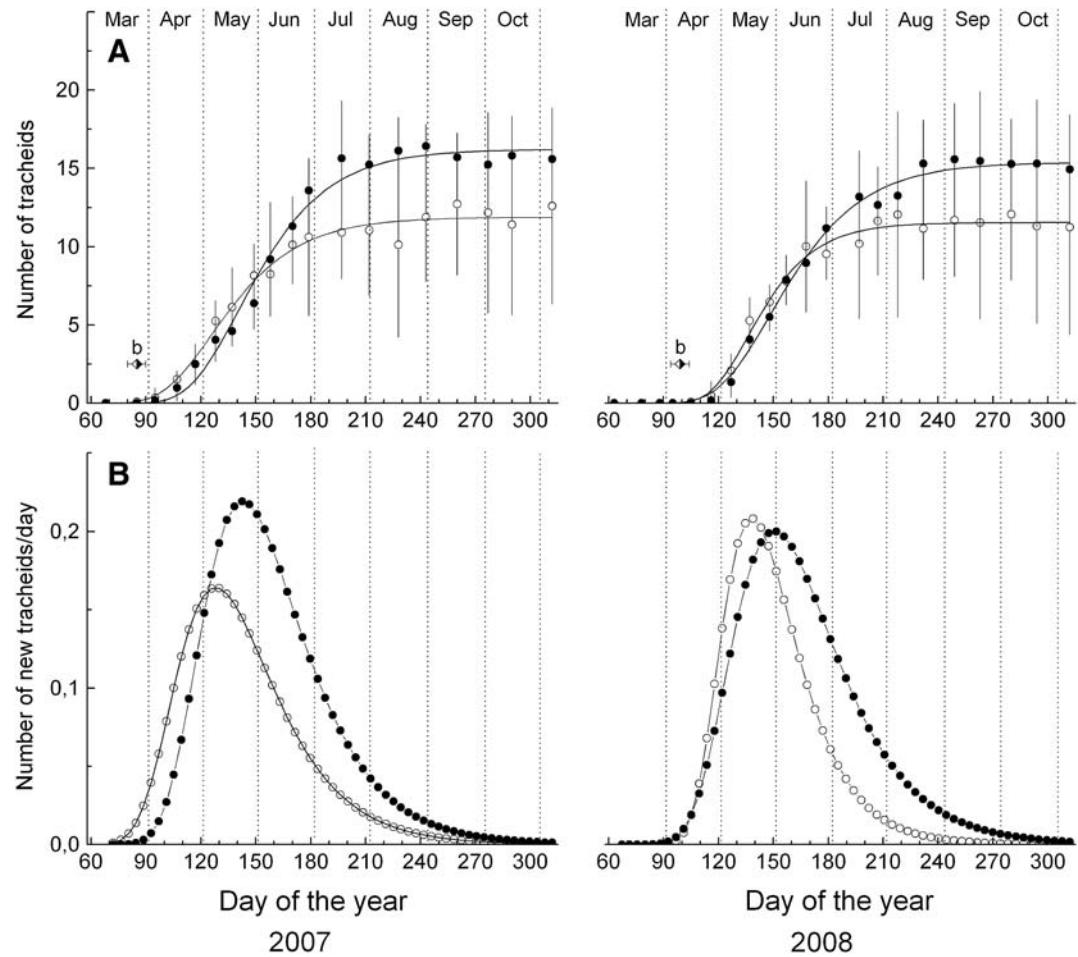 Mar Apr May Jun Jul Aug Sep Oct Mar Apr May Jun Jul Aug Sep Oct
A
20
15
10
5
0
Number of tracheids
b b
60 90 120 150 182 210 240 270 300 60 90 120 150 182 210 240 270 300
B
0,2
0,1
0,0
Number of new tracheids/day
60 90 120 150 180 210 240 270 300 60 90 120 150 180 210 240 270 300
Day of the year Day of the year
2007 2008